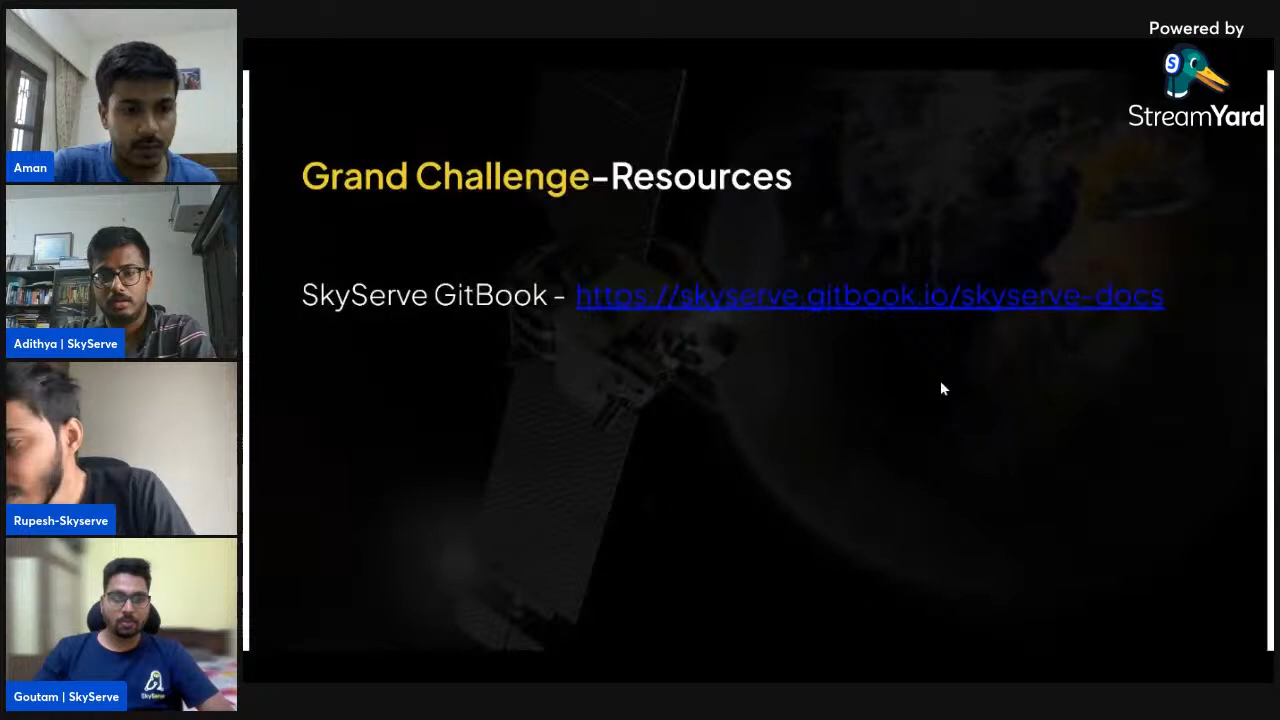 Powered by
StreamYard
Grand Challenge-Resources
SkyServe GitBook - https://skyserve.gitbook.io/skyserve-docs
Aman
Adithya | SkyServe
Rupesh-Skyserve
Goutam | SkyServe
SkyServe